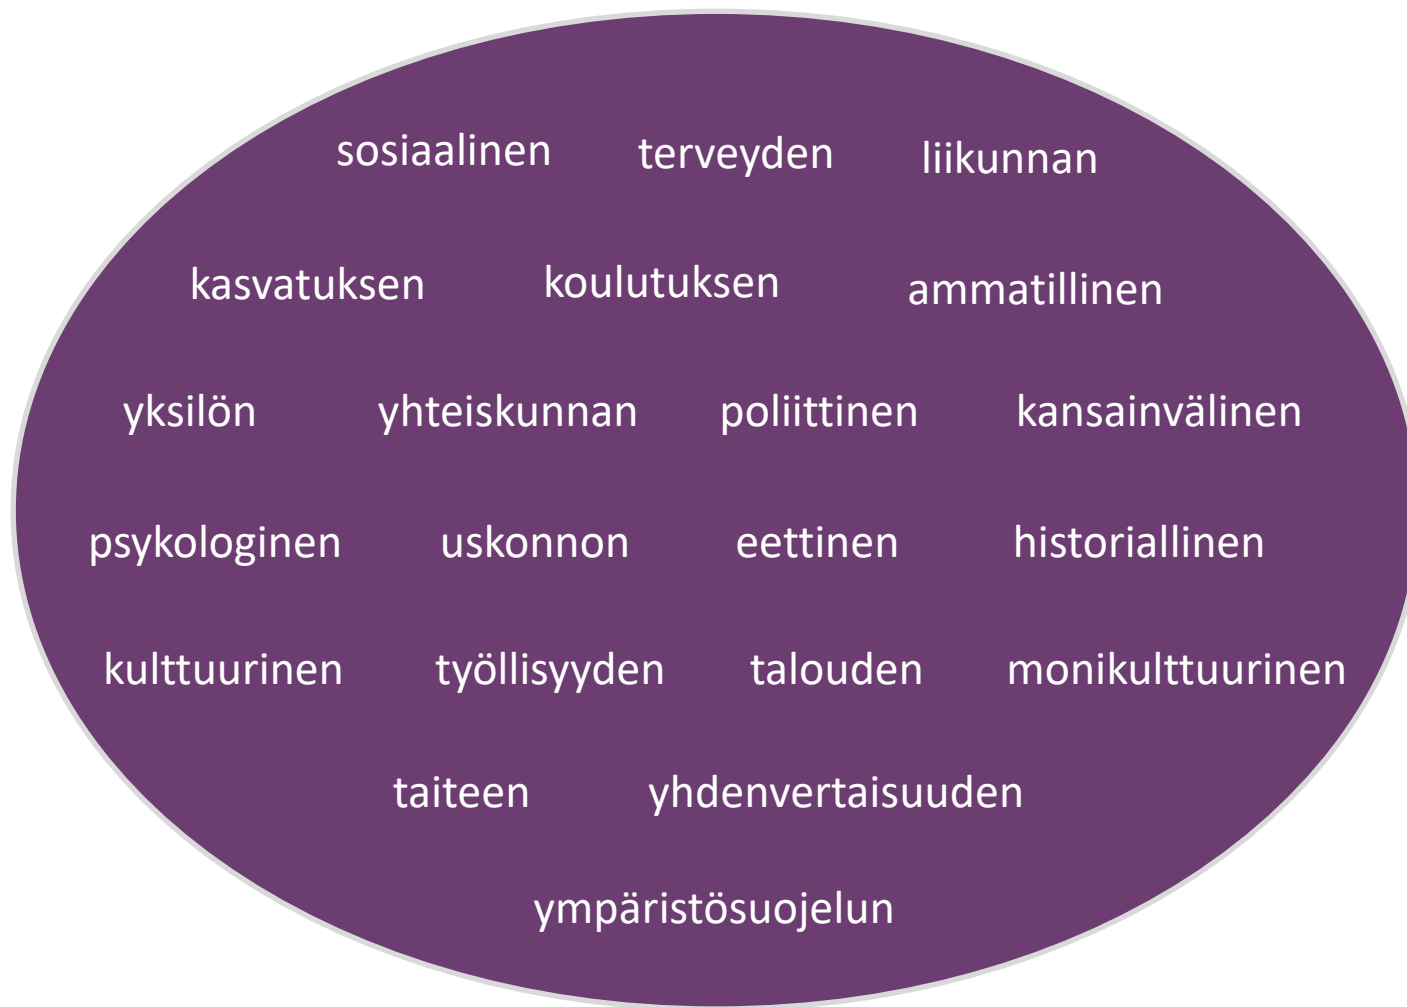 sosiaalinen terveyden liikunnan
kasvatuksen koulutuksen ammatillinen
yksilön yhteiskunnan poliittinen kansainvälinen
psykologinen uskonnon eettinen historiallinen
kulttuurinen työllisyyden talouden monikulttuurinen
taiteen yhdenvertaisuuden
ympäristösuojelun